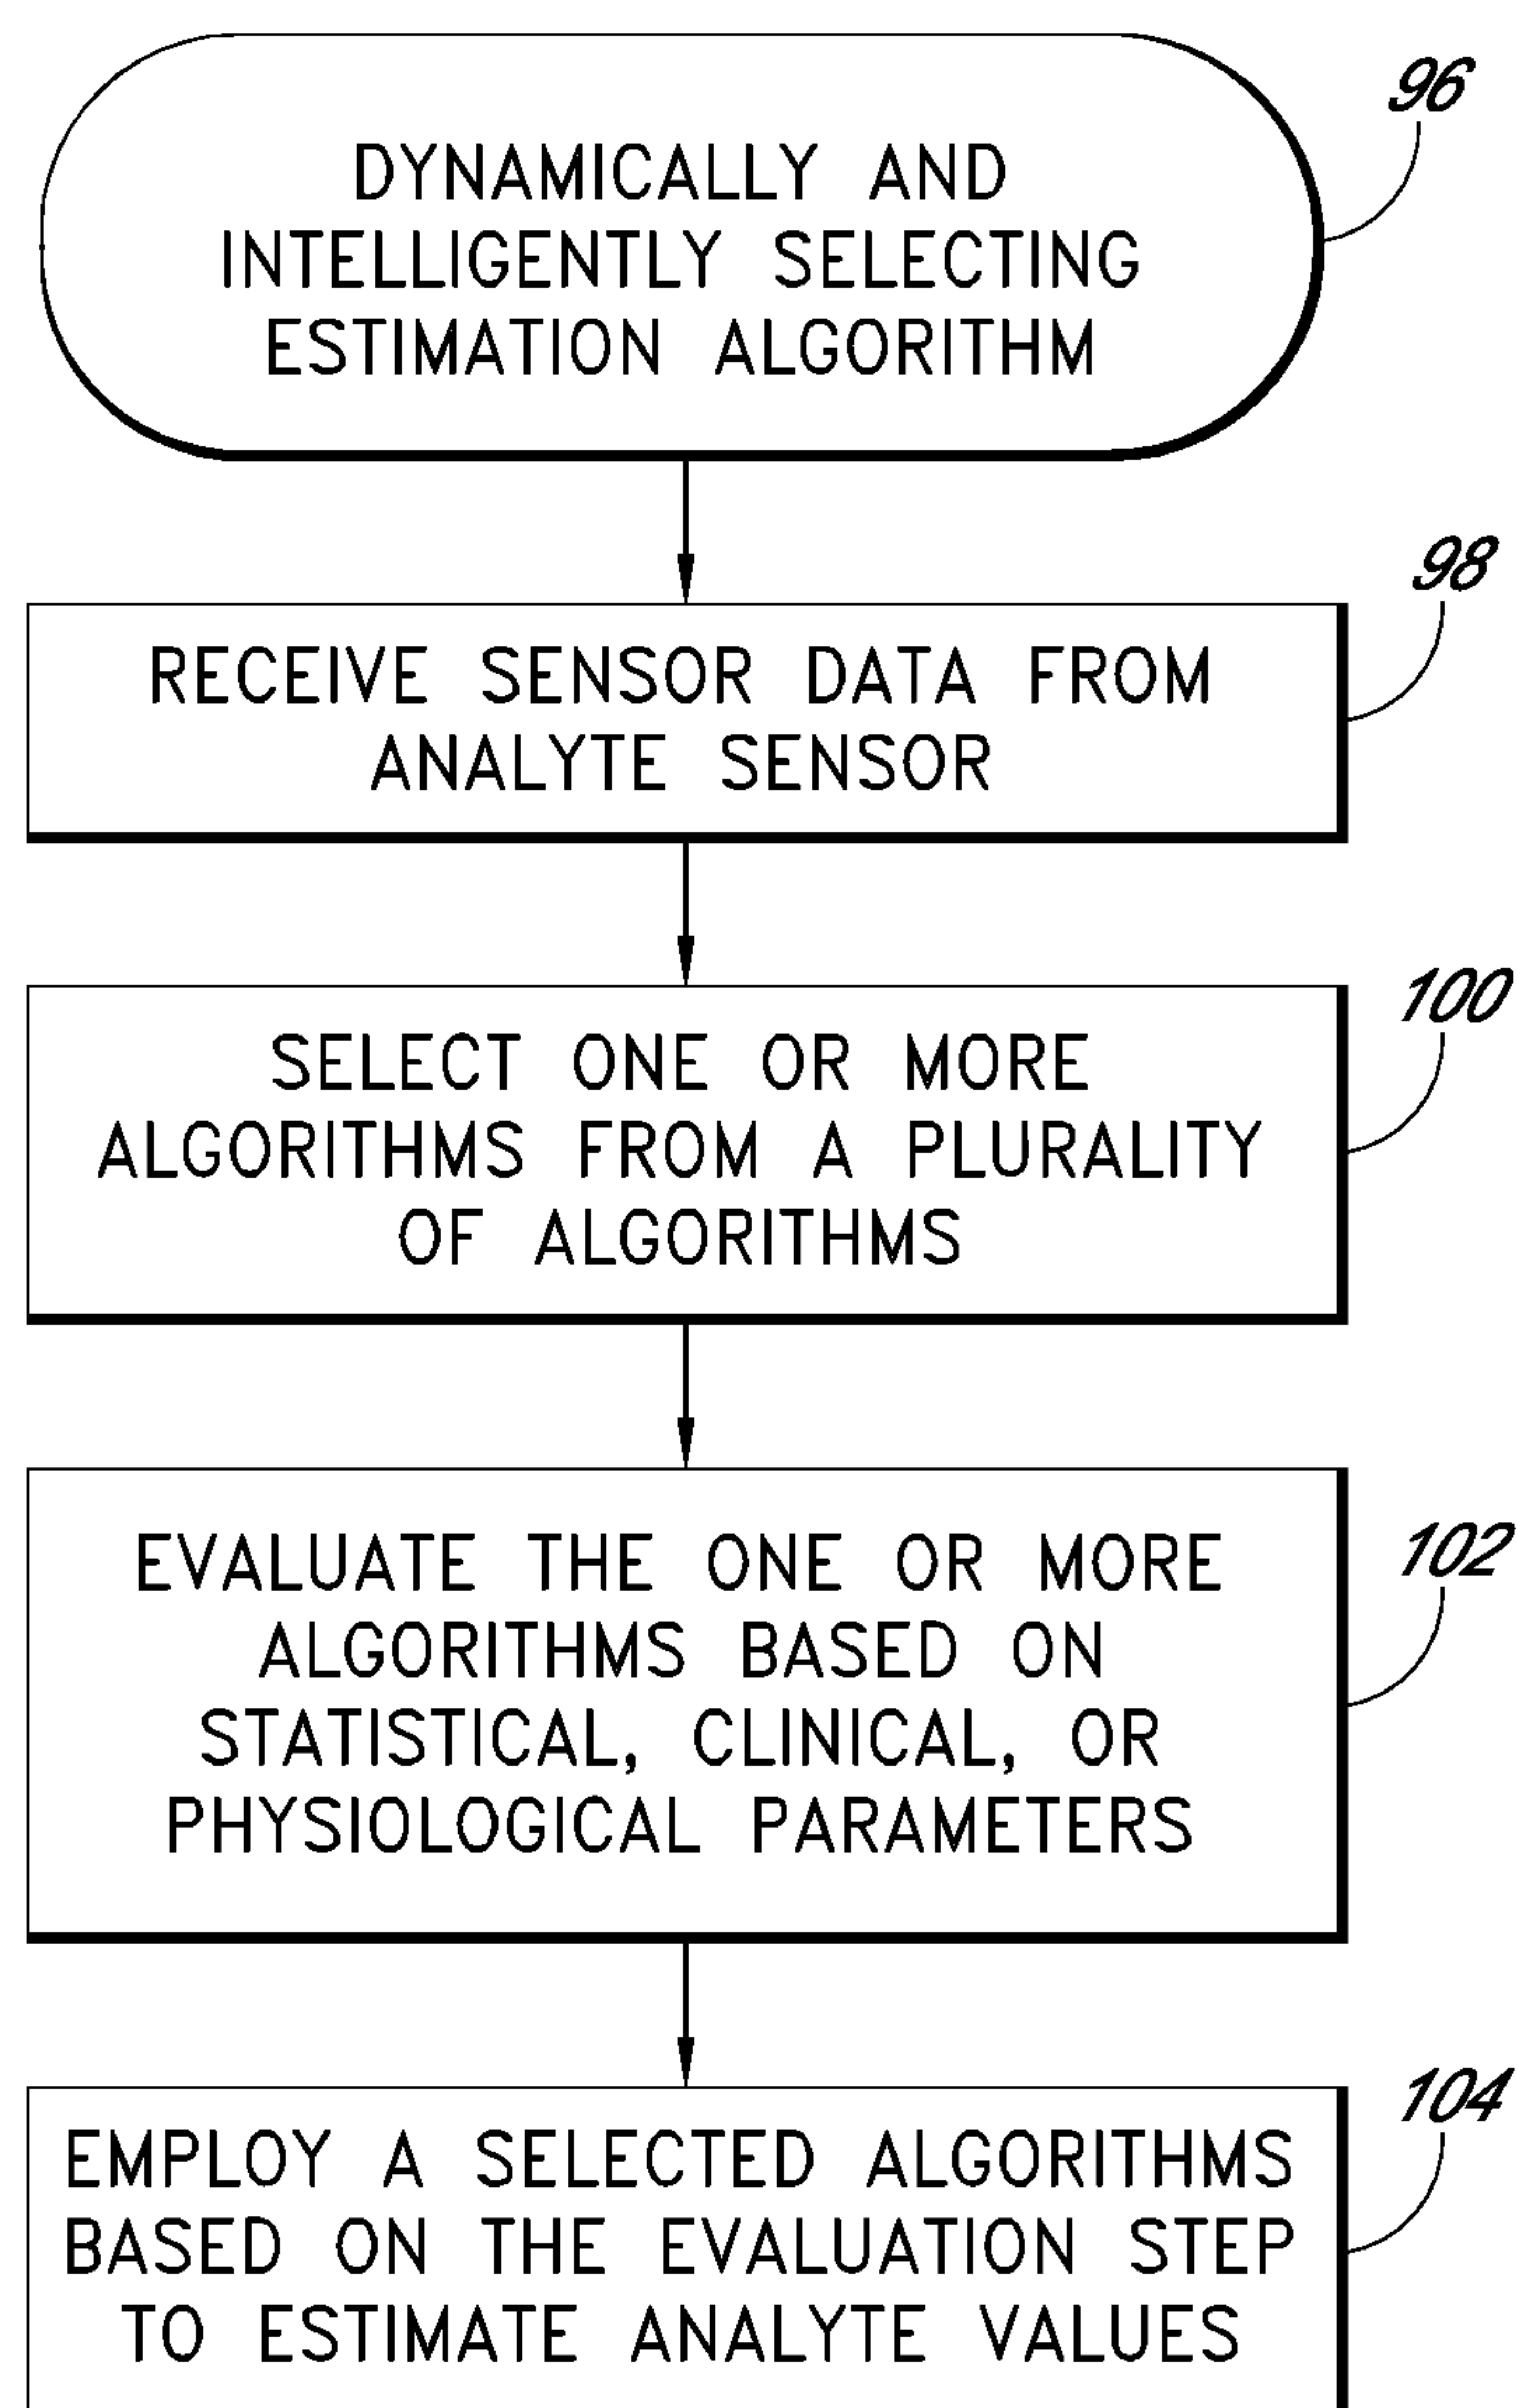 96
DYNAMICALLY AND
INTELLIGENTLY SELECTING
ESTIMATION ALGORITHM
98
RECEIVE SENSOR DATA FROM
ANALYTE SENSOR
100
SELECT ONE OR MORE
ALGORITHMS FROM A PLURALITY
OF ALGORITHMS
102
EVALUATE THE ONE OR MORE
ALGORITHMS BASED ON
STATISTICAL, CLINICAL, OR
PHYSIOLOGICAL PARAMETERS
104
EMPLOY A SELECTED ALGORITHMS
BASED ON THE EVALUATION STEP
TO ESTIMATE ANALYTE VALUES